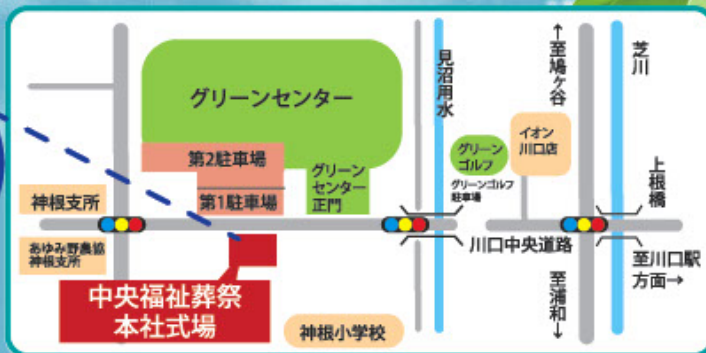 グリーンセンター
第2駐車場
第1駐車場
グリーン
センター
正門
神根支所
あゆみ野農協
神根支所
中央福祉葬祭
本社式場
神根小学校
見沼用水
グリーン
ゴルフ
グリーンゴルフ
駐車場
イオン
川口店
←至鳩ヶ谷
芝川
上根橋
川口中央道路
至浦和→
至川口駅
方面→